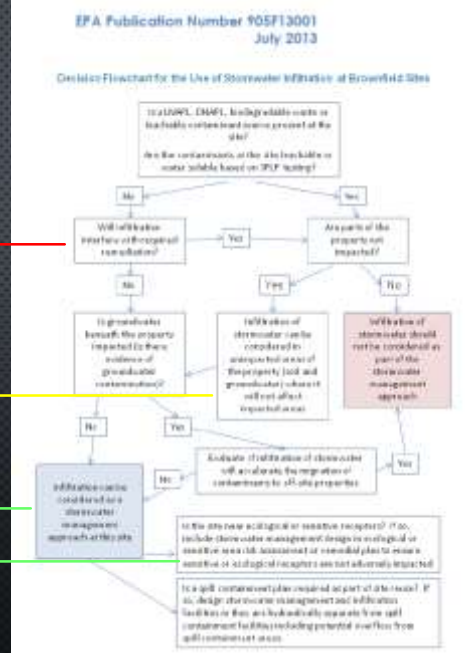 EPA Publication Number 905F13001
July 2013
Decision Flowchart for the Use of Stormwater Infiltration at Brownfield Sites
Is a LNAPL, DNAPL, biodegradable waste or
leachable contaminant source present at the
site?
Are the contaminants at the site leachable or
water soluble based on SPLP testing?
No
Yes
Will infiltration
interfere with required
remediation?
Yes
Are parts of the
property not
impacted?
No
Yes
No
Is groundwater
beneath the property
impacted (is there
evidence of
groundwater
contamination)?
Infiltration of
stormwater can be
considered in
unimpacted areas of
the property (soil and
groundwater) where it
will not affect
impacted areas
Infiltration of
stormwater should
not be considered as
part of the
stormwater
management
approach
No
Yes
Evaluate if infiltration of stormwater
will accelerate the migration of
contaminants to off-site properties
No
Yes
Infiltration can be
considered as a
stormwater
management
approach at this site
Is the site near ecological or sensitive receptors? If so,
include stormwater management design in ecological or
sensitive area risk assessment or remedial plan to ensure
sensitive or ecological receptors are not adversely impacted
Is a spill containment plan required as part of site reuse? If
so, design stormwater management and infiltration
facilities so they are hydraulically separate from spill
containment facilities including potential overflow from
spill containment areas